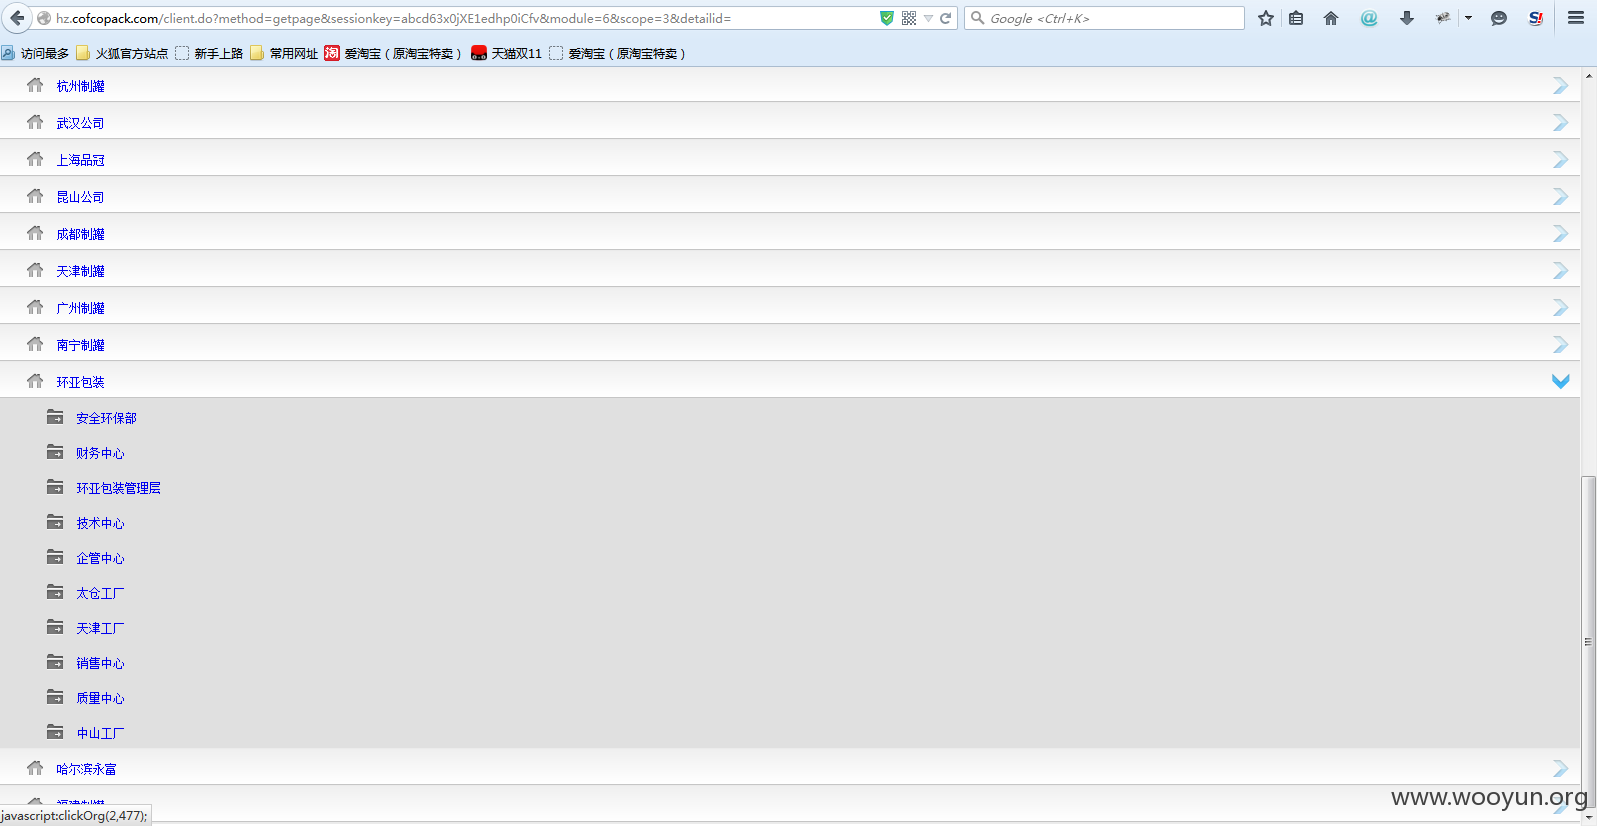 hz.cofcopack.com/client.do?method=getpage&sessionkey=abcd63x0jXE1edhp0iCfv&module=6&scope=3&detailid=
Google <Ctrl+K>
访问最多 火狐官方站点 新手上路 常用网址 淘 爱淘宝（原淘宝特卖） 天猫双11 爱淘宝（原淘宝特卖）
杭州制罐
武汉公司
上海品冠
昆山公司
成都制罐
天津制罐
广州制罐
南宁制罐
环亚包装
安全环保部
财务中心
环亚包装管理层
技术中心
企管中心
太仓工厂
天津工厂
销售中心
质量中心
中山工厂
哈尔滨永富
福建制罐
javascript:clickOrg(2,477);
www.wooyun.org